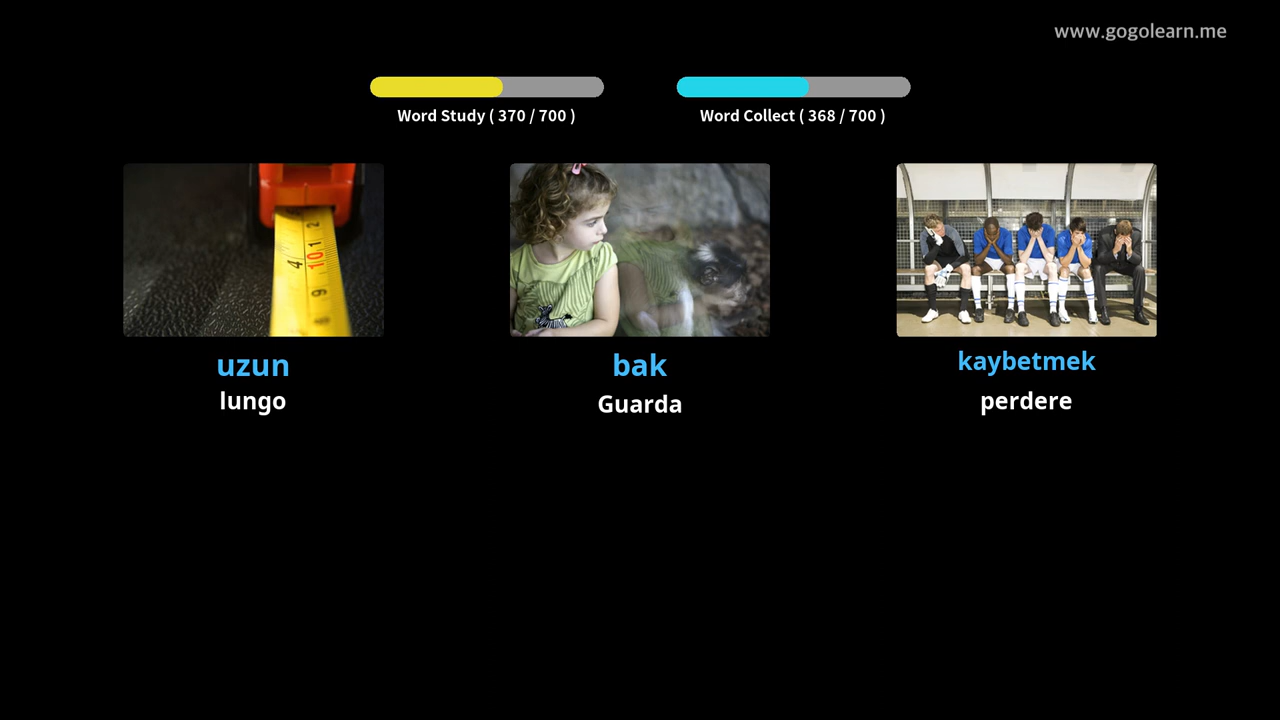 www.gogolearn.me
Word Study ( 370 / 700 )
Word Collect ( 368 / 700 )
uzun
lungo
bak
Guarda
kaybetmek
perdere